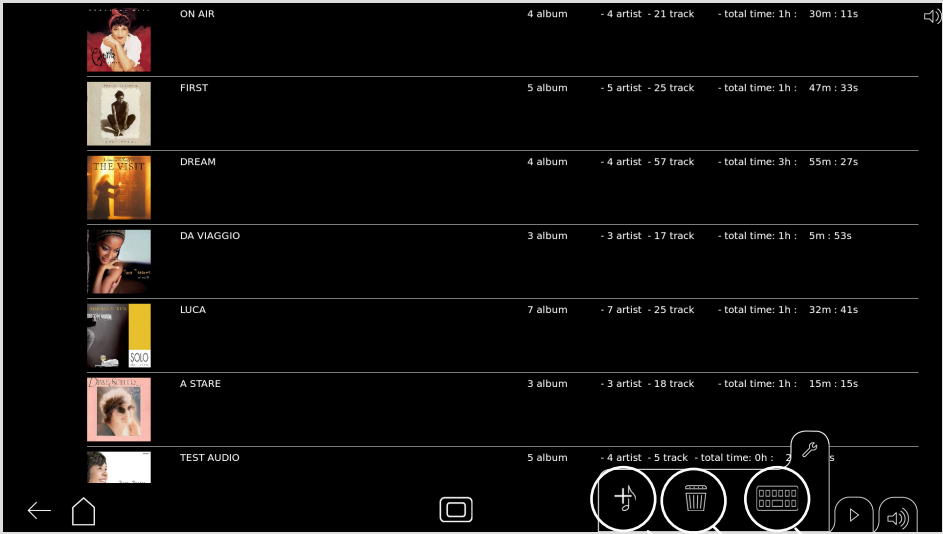 ON AIR 4 album - 4 artist - 21 track - total time: 1h : 30m : 11s
FIRST 5 album - 5 artist - 25 track - total time: 1h : 47m : 33s
DREAM 4 album - 4 artist - 57 track - total time: 3h : 55m : 27s
THE VISIT
DA VIAGGIO 3 album - 3 artist - 17 track - total time: 1h : 5m : 53s
LUCA 7 album - 7 artist - 25 track - total time: 1h : 32m : 41s
SOLO
A STARE 3 album - 3 artist - 18 track - total time: 1h : 15m : 15s
TEST AUDIO 5 album - 4 artist - 5 track - total time: 0h : 2 s